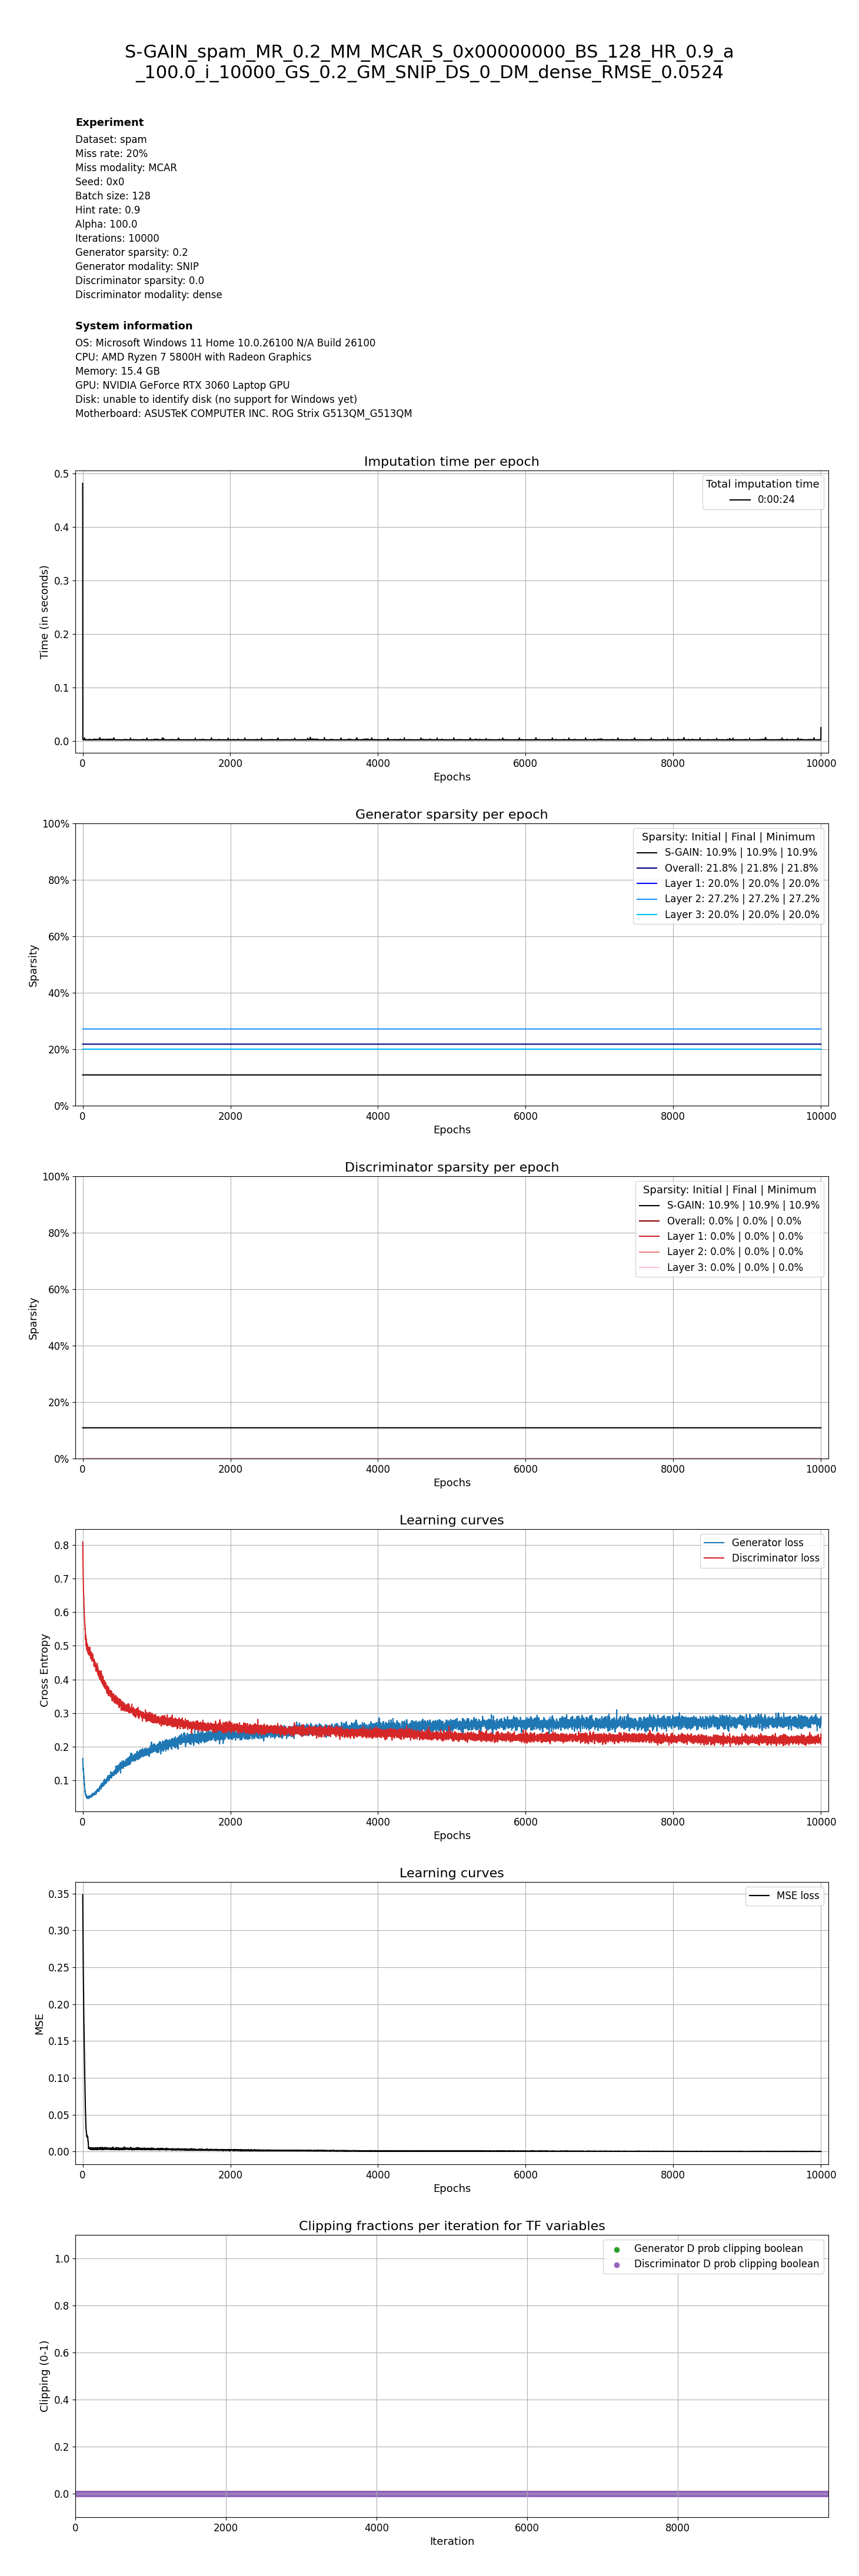 S-GAIN_spam_MR_0.2_MM_MCAR_S_0x00000000_BS_128_HR_0.9_a
_100.0_i_10000_GS_0.2_GM_SNIP_DS_0_DM_dense_RMSE_0.0524
Experiment
Dataset: spam
Miss rate: 20%
Miss modality: MCAR
Seed: 0x0
Batch size: 128
Hint rate: 0.9
Alpha: 100.0
Iterations: 10000
Generator sparsity: 0.2
Generator modality: SNIP
Discriminator sparsity: 0.0
Discriminator modality: dense
System information
OS: Microsoft Windows 11 Home 10.0.26100 N/A Build 26100
CPU: AMD Ryzen 7 5800H with Radeon Graphics
Memory: 15.4 GB
GPU: NVIDIA GeForce RTX 3060 Laptop GPU
Disk: unable to identify disk (no support for Windows yet)
Motherboard: ASUSTeK COMPUTER INC. ROG Strix G513QM_G513QM
Imputation time per epoch
Total imputation time
0:00:24
Time (in seconds)
0.5
0.4
0.3
0.2
0.1
0.0
0 2000 4000 6000 8000 10000
Epochs
Generator sparsity per epoch
Sparsity: Initial | Final | Minimum
S-GAIN: 10.9% | 10.9% | 10.9%
Overall: 21.8% | 21.8% | 21.8%
Layer 1: 20.0% | 20.0% | 20.0%
Layer 2: 27.2% | 27.2% | 27.2%
Layer 3: 20.0% | 20.0% | 20.0%
Sparsity
100%
80%
60%
40%
20%
0%
0 2000 4000 6000 8000 10000
Epochs
Discriminator sparsity per epoch
Sparsity: Initial | Final | Minimum
S-GAIN: 10.9% | 10.9% | 10.9%
Overall: 0.0% | 0.0% | 0.0%
Layer 1: 0.0% | 0.0% | 0.0%
Layer 2: 0.0% | 0.0% | 0.0%
Layer 3: 0.0% | 0.0% | 0.0%
Sparsity
100%
80%
60%
40%
20%
0%
0 2000 4000 6000 8000 10000
Epochs
Learning curves
Generator loss
Discriminator loss
Cross Entropy
0.8
0.7
0.6
0.5
0.4
0.3
0.2
0.1
0 2000 4000 6000 8000 10000
Epochs
Learning curves
MSE loss
MSE
0.35
0.30
0.25
0.20
0.15
0.10
0.05
0.00
0 2000 4000 6000 8000 10000
Epochs
Clipping fractions per iteration for TF variables
Generator D prob clipping boolean
Discriminator D prob clipping boolean
Clipping (0-1)
1.0
0.8
0.6
0.4
0.2
0.0
0 2000 4000 6000 8000
Iteration